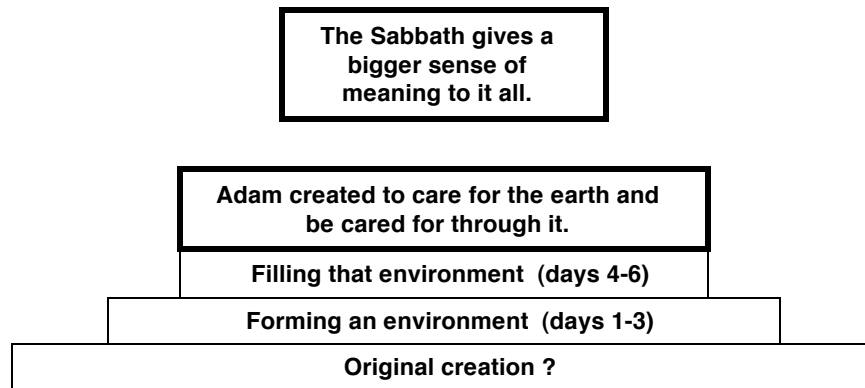 The Sabbath gives a
bigger sense of
meaning to it all.
Adam created to care for the earth and
be cared for through it.
Filling that environment (days 4-6)
Forming an environment (days 1-3)
Original creation ?